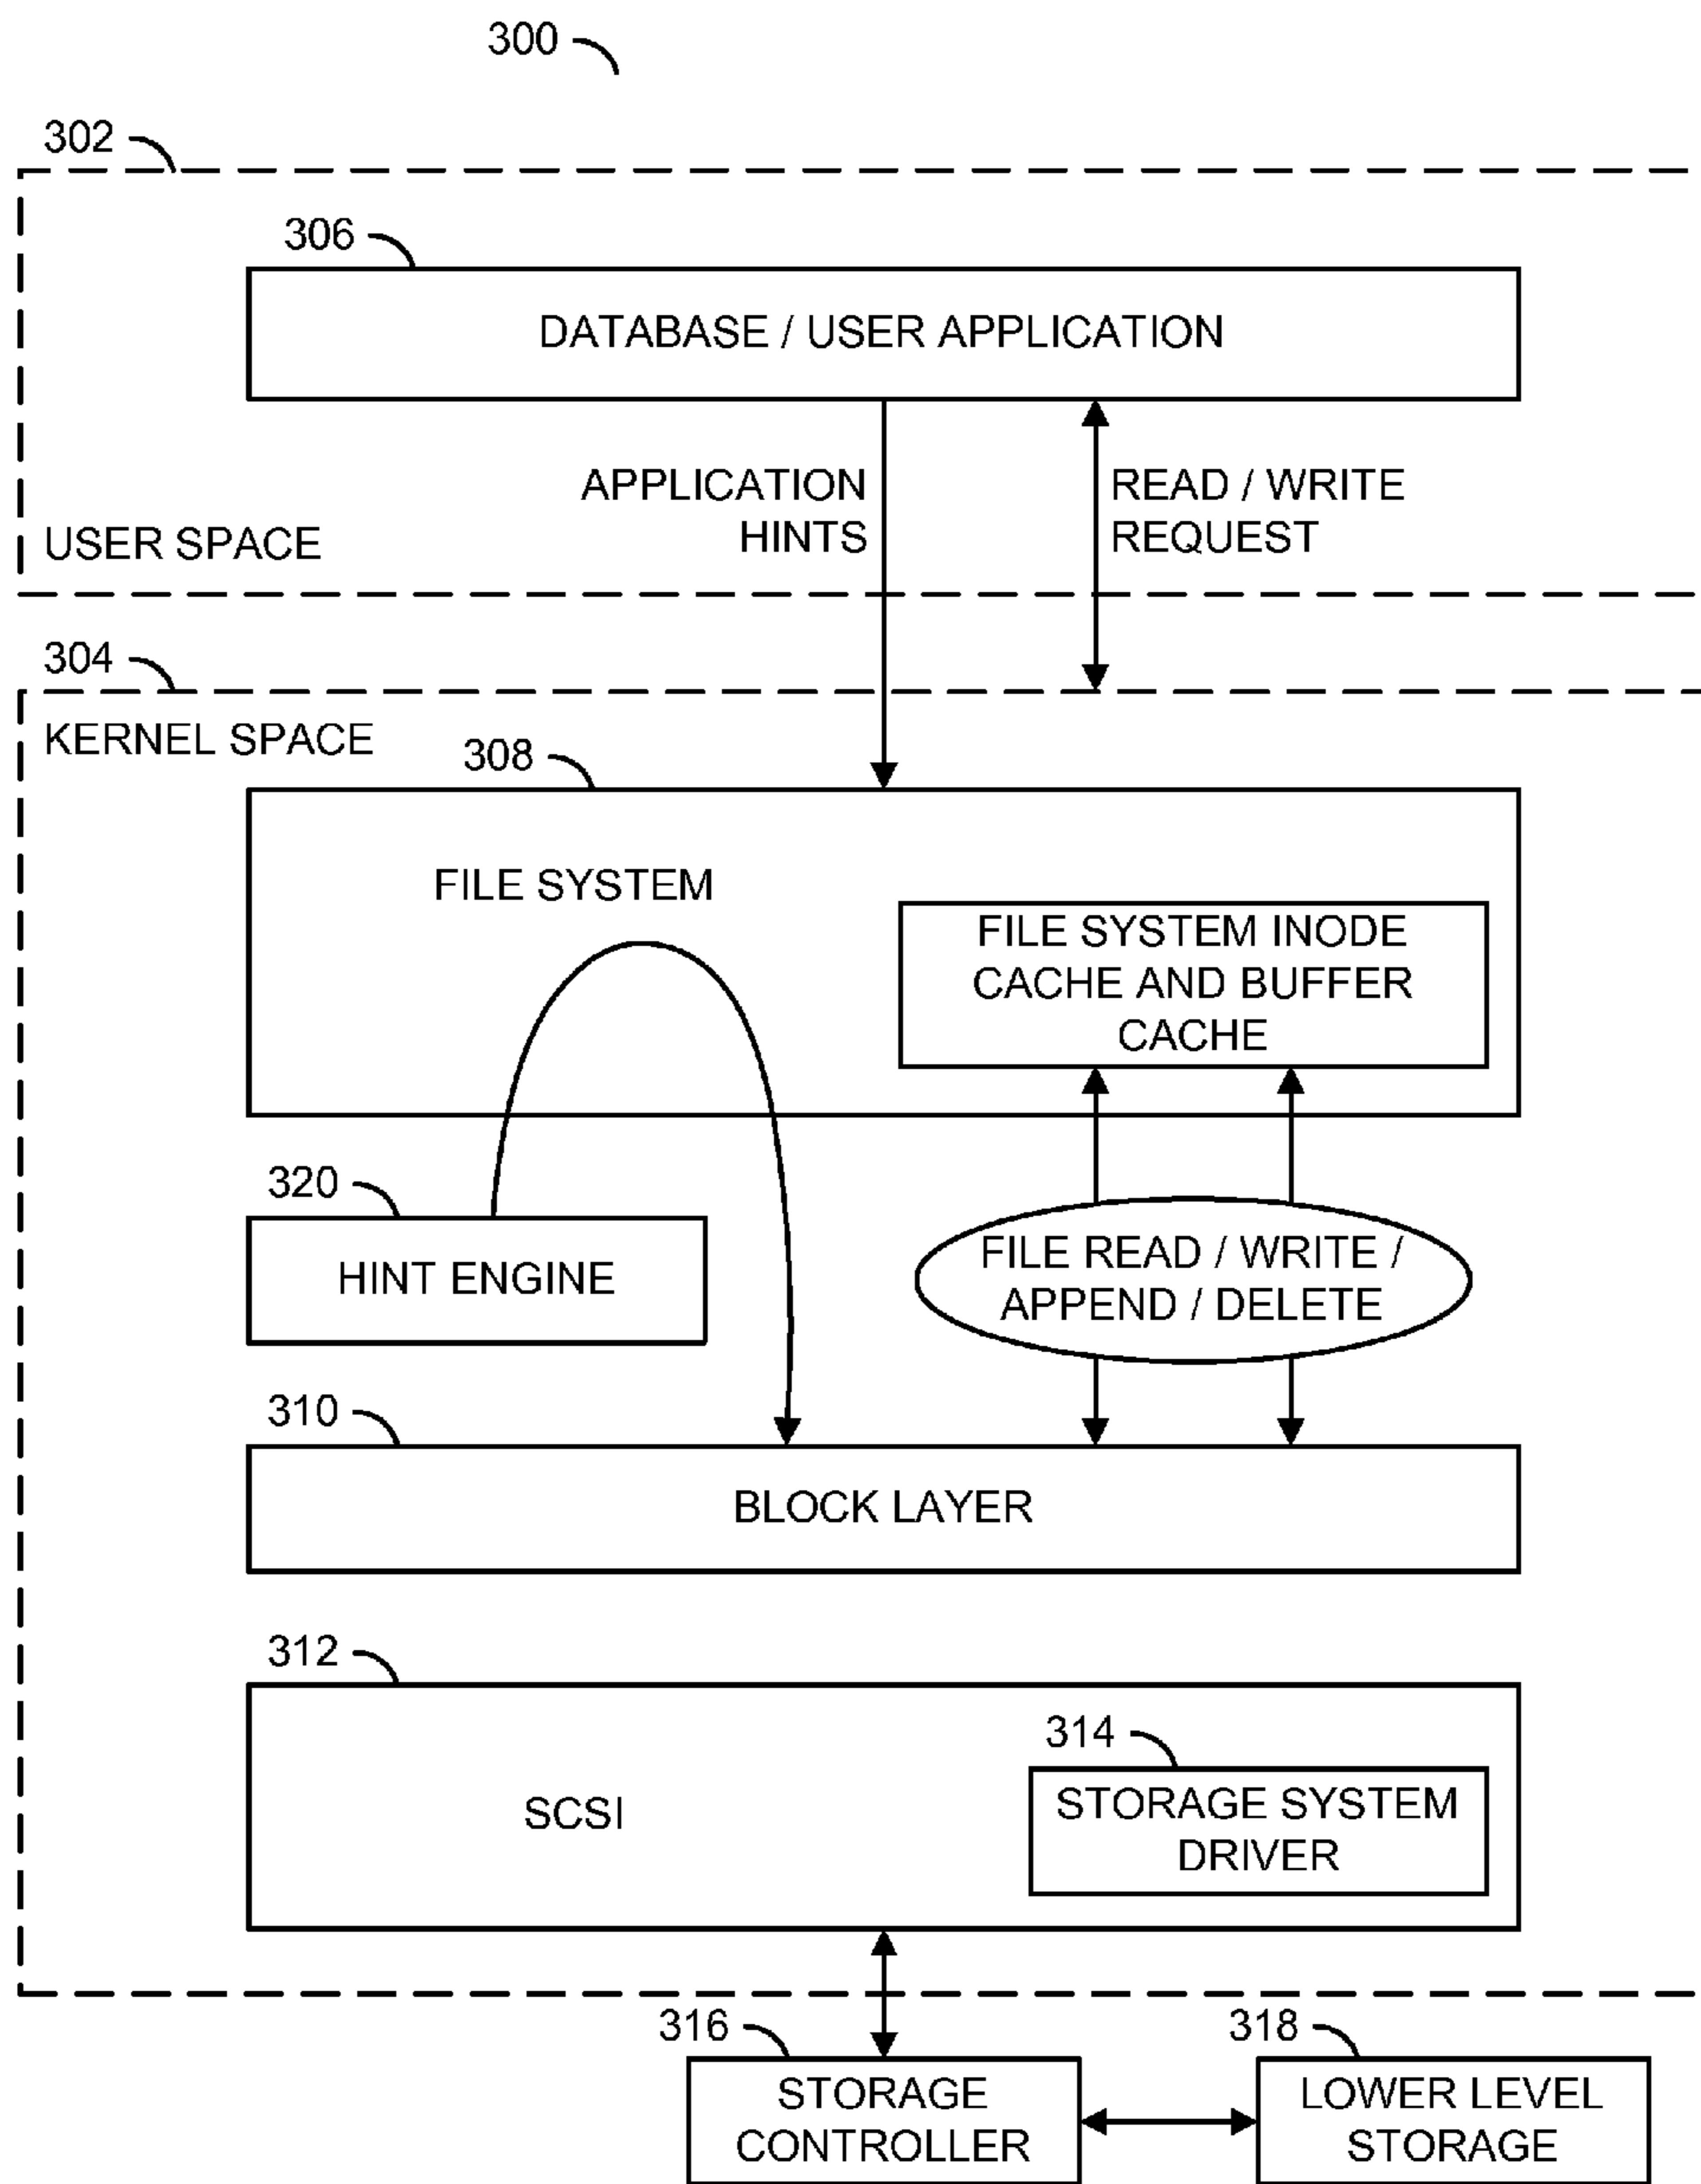 300
302
306
DATABASE / USER APPLICATION
APPLICATION
HINTS
READ / WRITE
REQUEST
USER SPACE
304
KERNEL SPACE
308
FILE SYSTEM
FILE SYSTEM INODE
CACHE AND BUFFER
CACHE
320
HINT ENGINE
FILE READ / WRITE /
APPEND / DELETE
310
BLOCK LAYER
312
SCSI
314
STORAGE SYSTEM
DRIVER
316
STORAGE
CONTROLLER
318
LOWER LEVEL
STORAGE